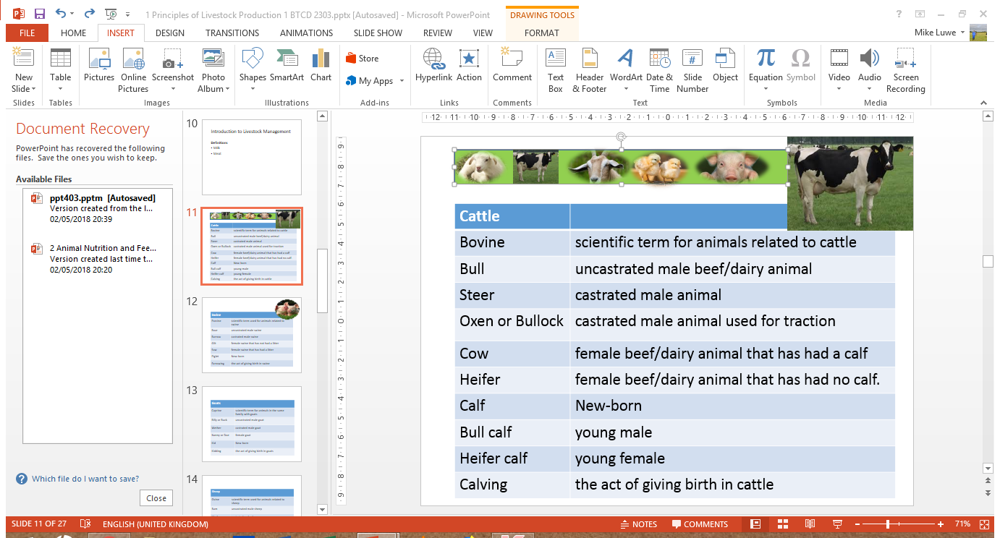 1 Principles of Livestock Production 1 BTCD 2303.pptx [Autosaved] - Microsoft PowerPoint
DRAWING TOOLS
?
FILE HOME INSERT DESIGN TRANSITIONS ANIMATIONS SLIDE SHOW REVIEW VIEW FORMAT
Mike Luwe
New Slide
Table
Pictures
Online Pictures
Screenshot
Photo Album
Shapes
SmartArt
Chart
Store
My Apps
Hyperlink
Action
Comment
Text Box
Header & Footer
WordArt
Date & Time
Slide Number
Object
Equation
Symbol
Video
Audio
Screen Recording
Slides Tables Images Illustrations Add-ins Links Comments Text Symbols Media
Document Recovery
PowerPoint has recovered the following
files. Save the ones you wish to keep.
Available Files
ppt403.pptm [Autosaved]
Version created from the l...
02/05/2018 20:39
2 Animal Nutrition and Fee...
Version created last time t...
02/05/2018 20:20
Which file do I want to save?
Close
10
Introduction to Livestock Management
Definitions
• Milk
• Meat
11
12
13
14
Cattle
Bovine scientific term for animals related to cattle
Bull uncastrated male beef/dairy animal
Steer castrated male animal
Oxen or Bullock castrated male animal used for traction
Cow female beef/dairy animal that has had a calf
Heifer female beef/dairy animal that has had no calf.
Calf New-born
Bull calf young male
Heifer calf young female
Calving the act of giving birth in cattle
SLIDE 11 OF 27 ENGLISH (UNITED KINGDOM) NOTES COMMENTS 71%